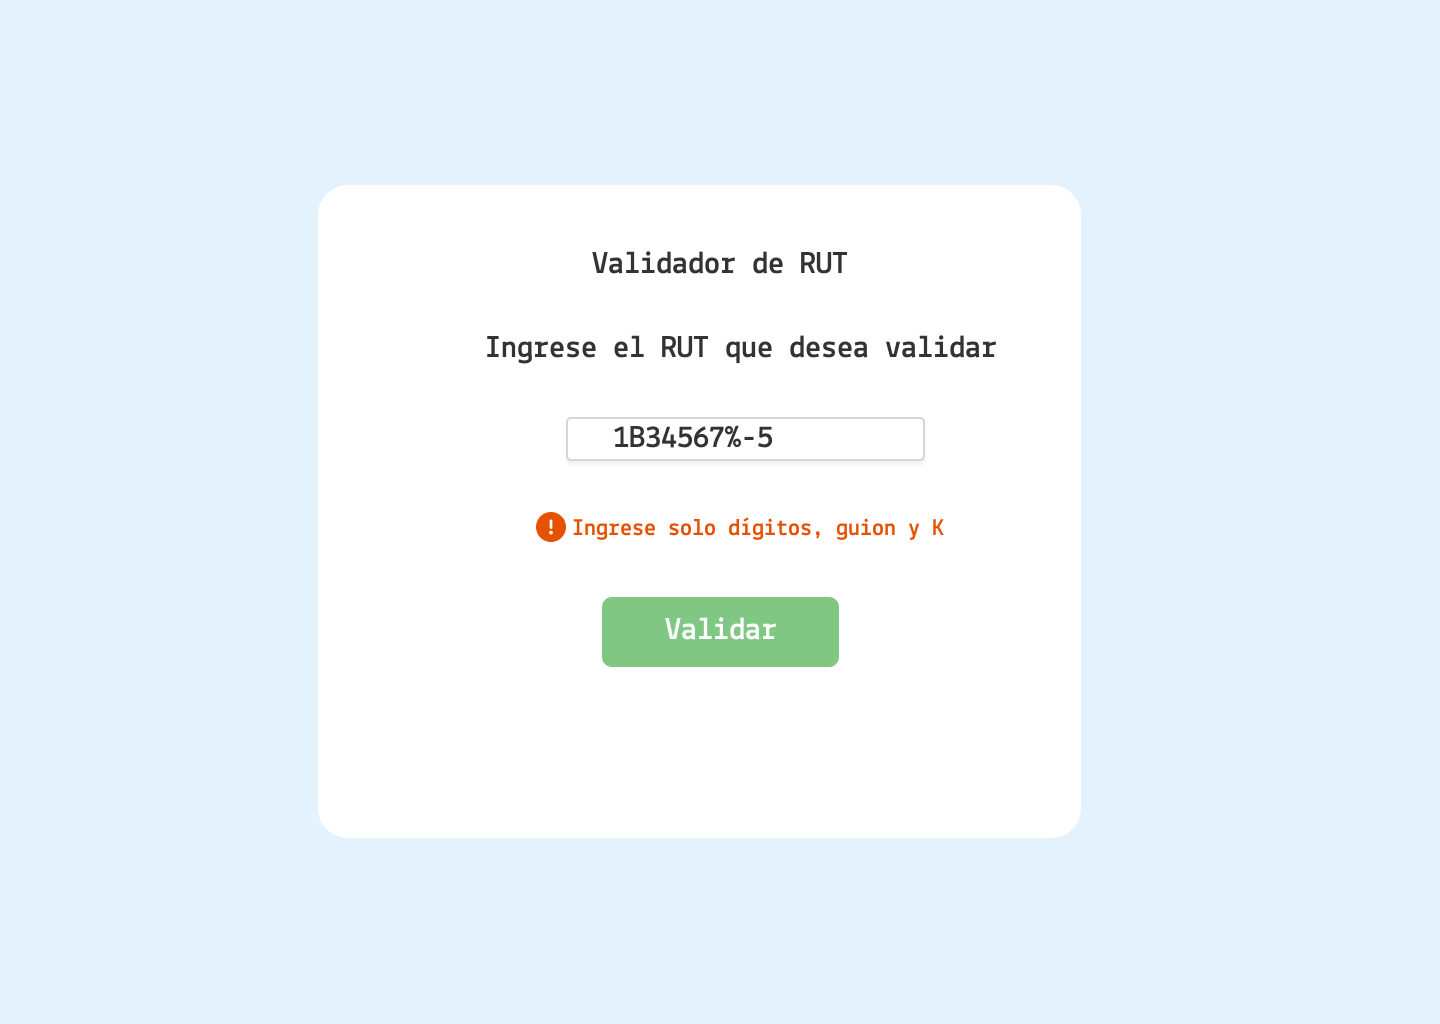 Validador de RUT
Ingrese el RUT que desea validar
1B34567%-5
Ingrese solo dígitos, guion y K
Validar